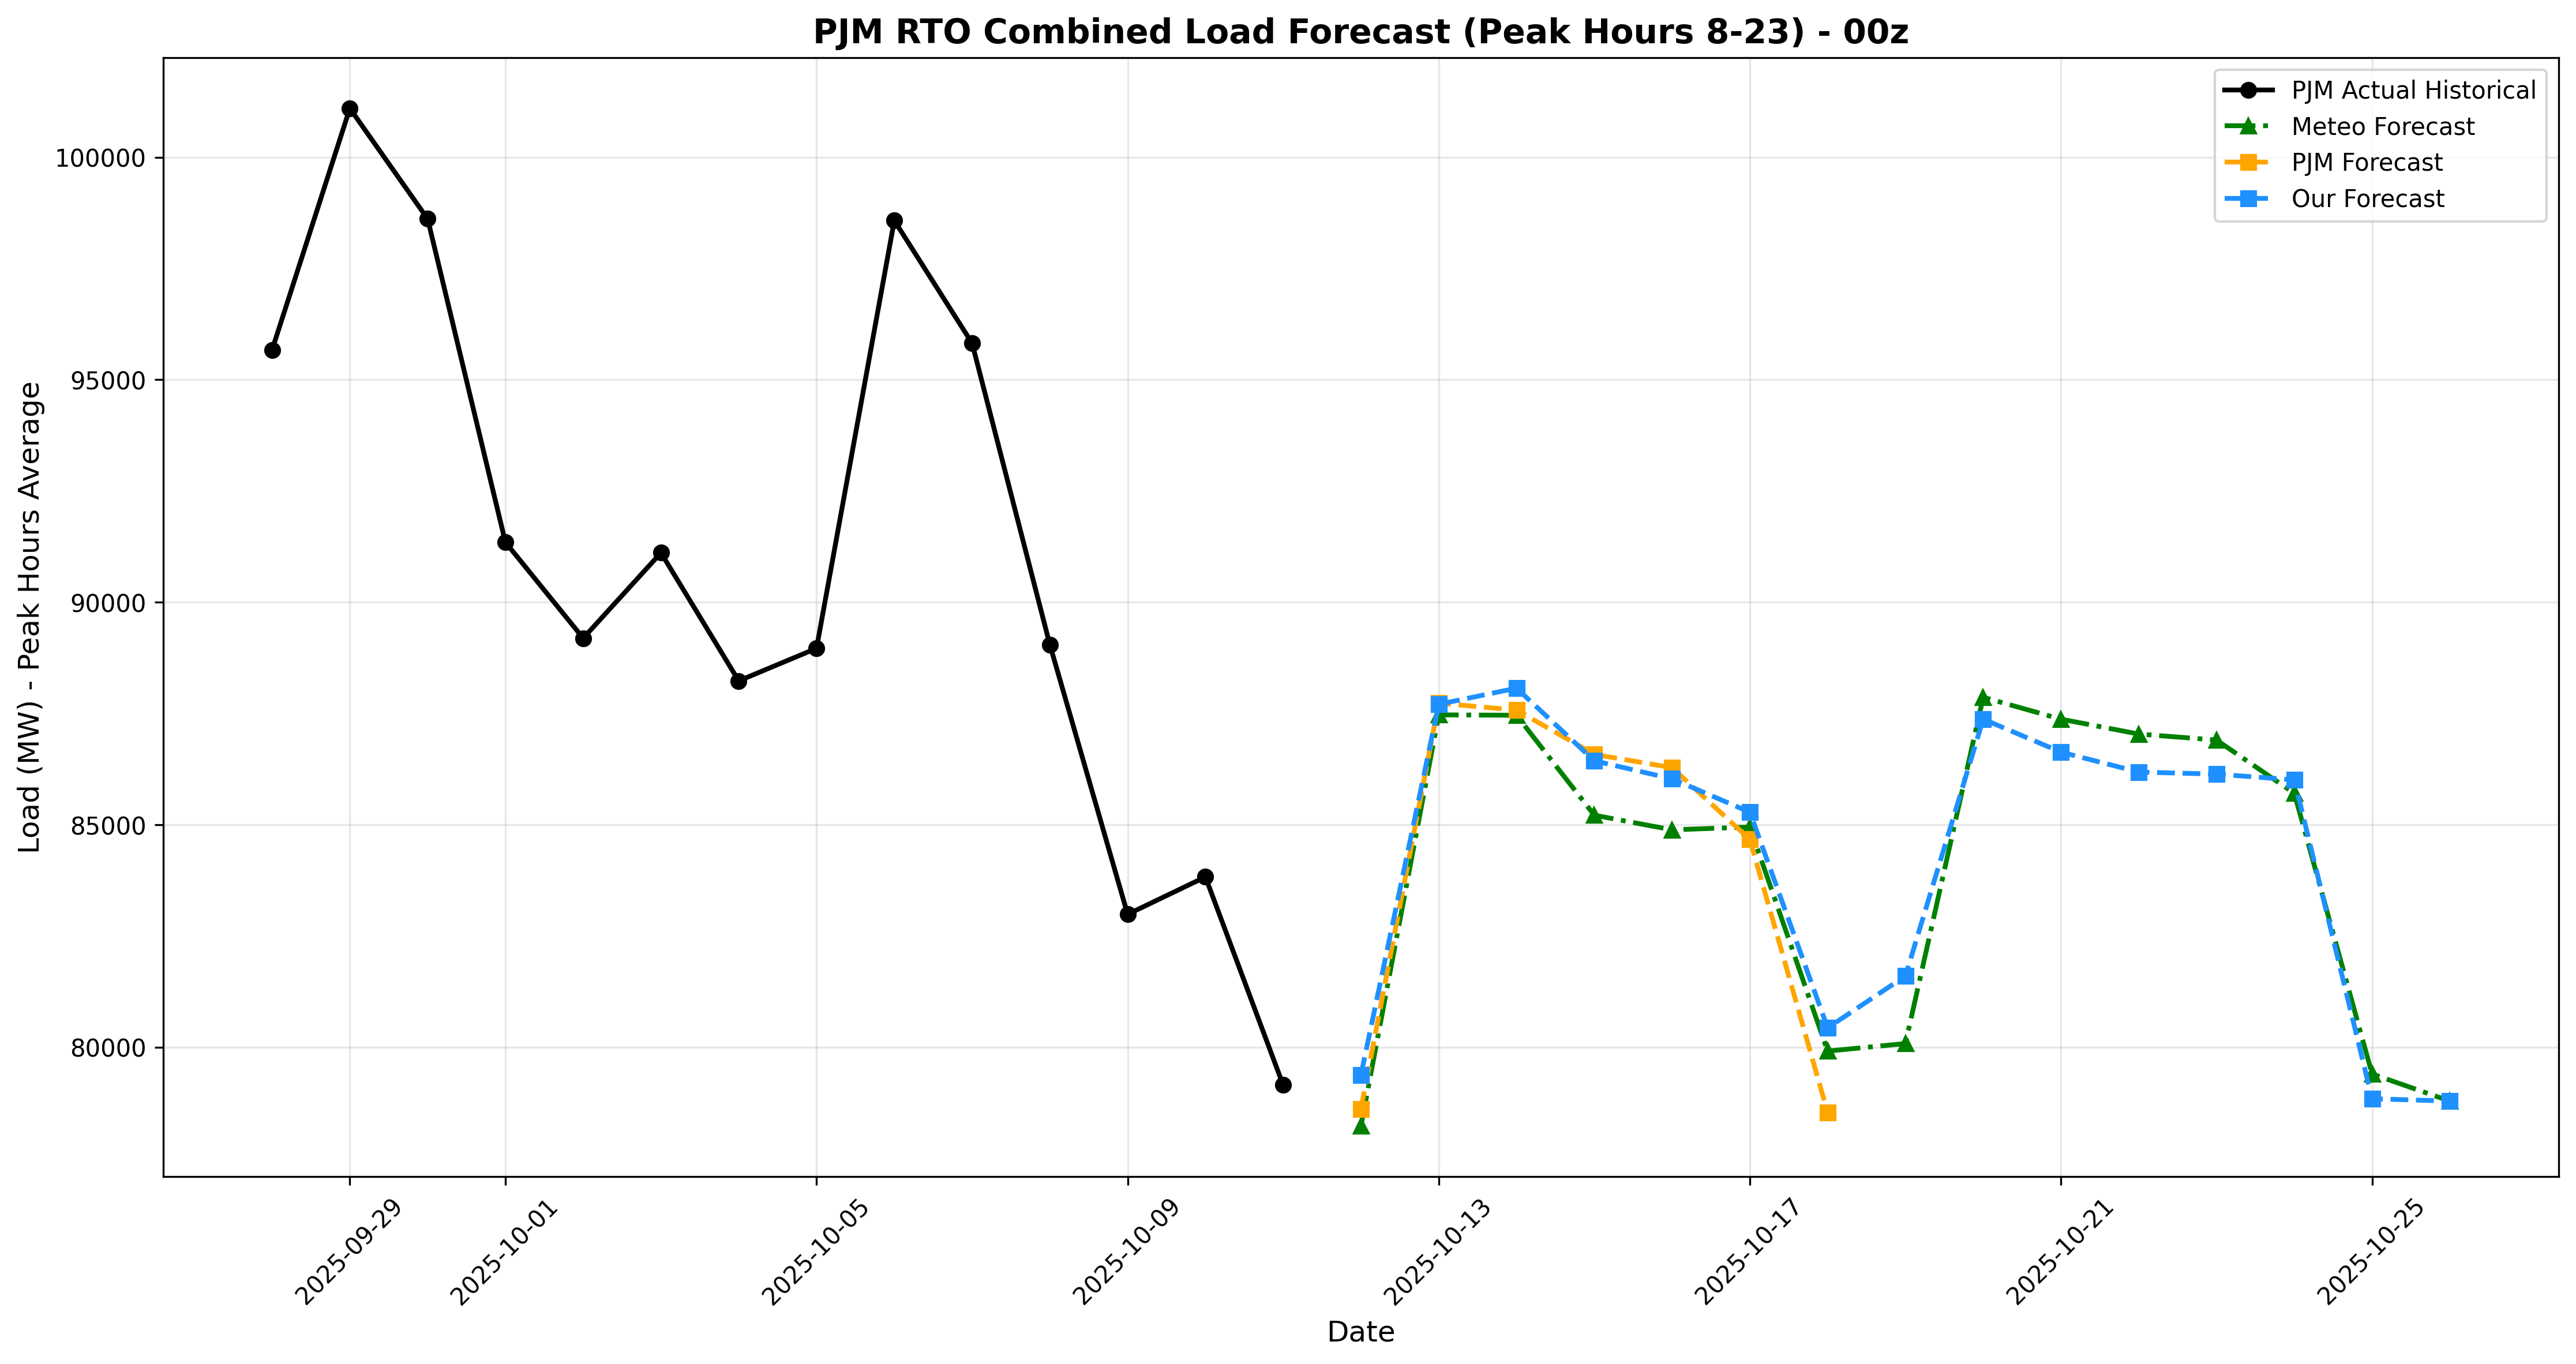 PJM RTO Combined Load Forecast (Peak Hours 8-23) - 00z
PJM Actual Historical
Meteo Forecast
PJM Forecast
Our Forecast
Load (MW) - Peak Hours Average
100000
95000
90000
85000
80000
2025-09-29
2025-10-01
2025-10-05
2025-10-09
2025-10-13
2025-10-17
2025-10-21
2025-10-25
Date